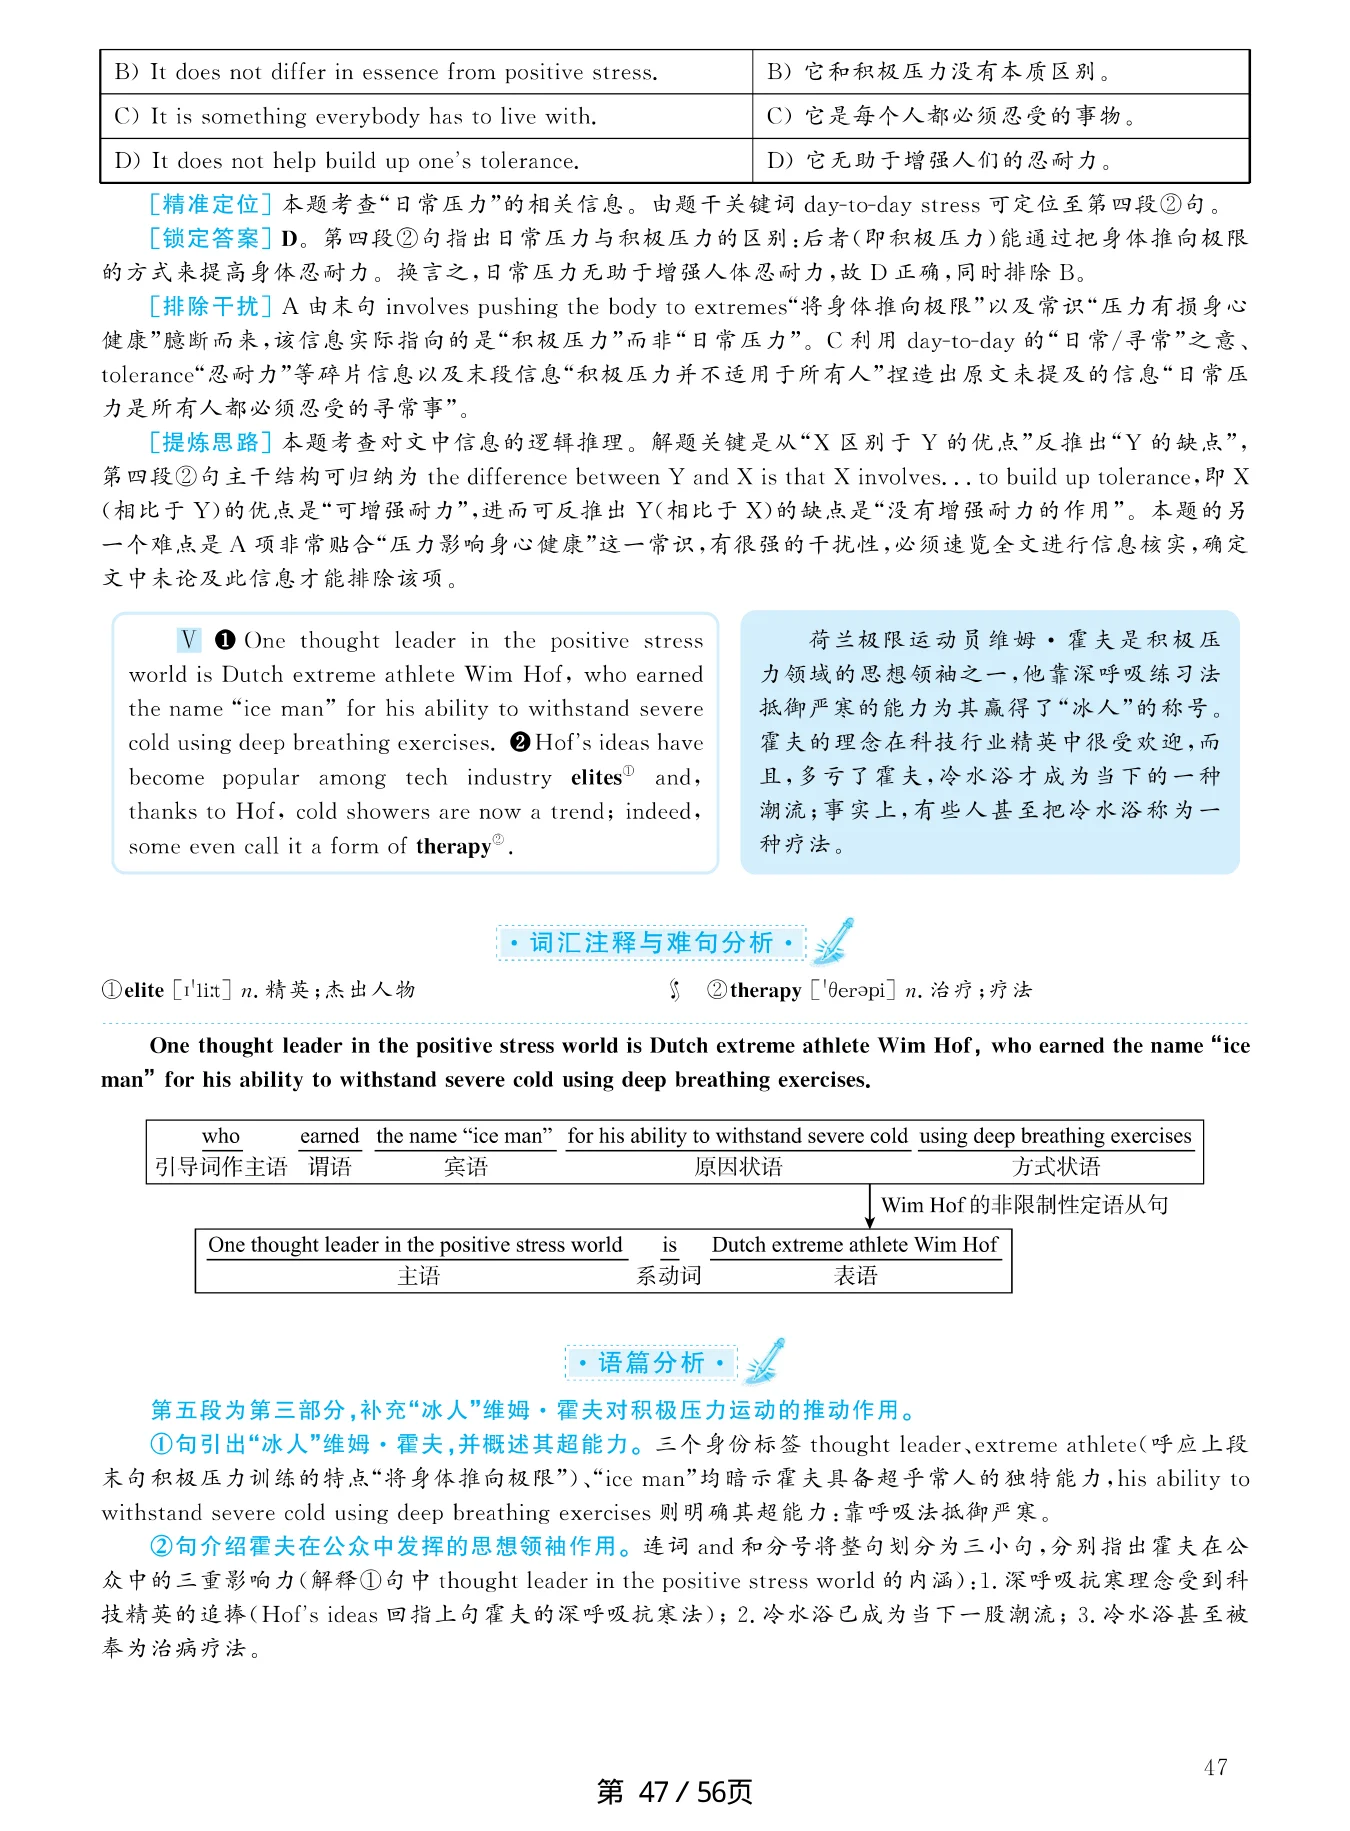 B) It does not differ in essence from positive stress.
B) 它和积极压力没有本质区别。
C) It is something everybody has to live with.
C) 它是每个人都必须忍受的事物。
D) It does not help build up one's tolerance.
D) 它无助于增强人们的忍耐力。
[精准定位] 本题考查“日常压力”的相关信息。由题干关键词 day-to-day stress 可定位至第四段②句。
[锁定答案] D。第四段②句指出日常压力与积极压力的区别:后者(即积极压力)能通过把身体推向极限
的方式来提高身体忍耐力。换言之,日常压力无助于增强人体忍耐力,故 D 正确,同时排除 B。
[排除干扰] A 由末句 involves pushing the body to extremes“将身体推向极限”以及常识“压力有损身心
健康”臆断而来,该信息实际指向的是“积极压力”而非“日常压力”。C 利用 day-to-day 的“日常/寻常”之意、
tolerance“忍耐力”等碎片信息以及末段信息“积极压力并不适用于所有人”捏造出原文未提及的信息“日常压
力是所有人都必须忍受的寻常事”。
[提炼思路] 本题考查对文中信息的逻辑推理。解题关键是从“X 区别于 Y 的优点”反推出“Y 的缺点”,
第四段②句主干结构可归纳为 the difference between Y and X is that X involves... to build up tolerance,即 X
(相比于 Y)的优点是“可增强耐力”,进而可反推出 Y(相比于 X)的缺点是“没有增强耐力的作用”。本题的另
一个难点是 A 项非常贴合“压力影响身心健康”这一常识,有很强的干扰性,必须速览全文进行信息核实,确定
文中未论及此信息才能排除该项。
V ❶ One thought leader in the positive stress
world is Dutch extreme athlete Wim Hof, who earned
the name “ice man” for his ability to withstand severe
cold using deep breathing exercises. ❷ Hof's ideas have
become popular among tech industry elites① and,
thanks to Hof, cold showers are now a trend; indeed,
some even call it a form of therapy②.
荷兰极限运动员维姆·霍夫是积极压
力领域的思想领袖之一,他靠深呼吸练习法
抵御严寒的能力为其赢得了“冰人”的称号。
霍夫的理念在科技行业精英中很受欢迎,而
且,多亏了霍夫,冷水浴才成为当下的一种
潮流;事实上,有些人甚至把冷水浴称为一
种疗法。
·词汇注释与难句分析·
①elite [ɪˈliːt] n. 精英;杰出人物
②therapy [ˈθerəpi] n. 治疗;疗法
One thought leader in the positive stress world is Dutch extreme athlete Wim Hof, who earned the name “ice
man” for his ability to withstand severe cold using deep breathing exercises.
who earned the name “ice man” for his ability to withstand severe cold using deep breathing exercises
引导词作主语 谓语 宾语 原因状语 方式状语
Wim Hof 的非限制性定语从句
One thought leader in the positive stress world is Dutch extreme athlete Wim Hof
主语 系动词 表语
·语篇分析·
第五段为第三部分,补充“冰人”维姆·霍夫对积极压力运动的推动作用。
①句引出“冰人”维姆·霍夫,并概述其超能力。三个身份标签 thought leader、extreme athlete(呼应上段
末句积极压力训练的特点“将身体推向极限”)、“ice man”均暗示霍夫具备超乎常人的独特能力,his ability to
withstand severe cold using deep breathing exercises 则明确其超能力:靠呼吸法抵御严寒。
②句介绍霍夫在公众中发挥的思想领袖作用。连词 and 和分号将整句划分为三小句,分别指出霍夫在公
众中的三重影响力(解释①句中 thought leader in the positive stress world 的内涵):1. 深呼吸抗寒理念受到科
技精英的追捧(Hof's ideas 回指上句霍夫的深呼吸抗寒法); 2. 冷水浴已成为当下一股潮流; 3. 冷水浴甚至被
奉为治病疗法。
47
第 47 / 56页